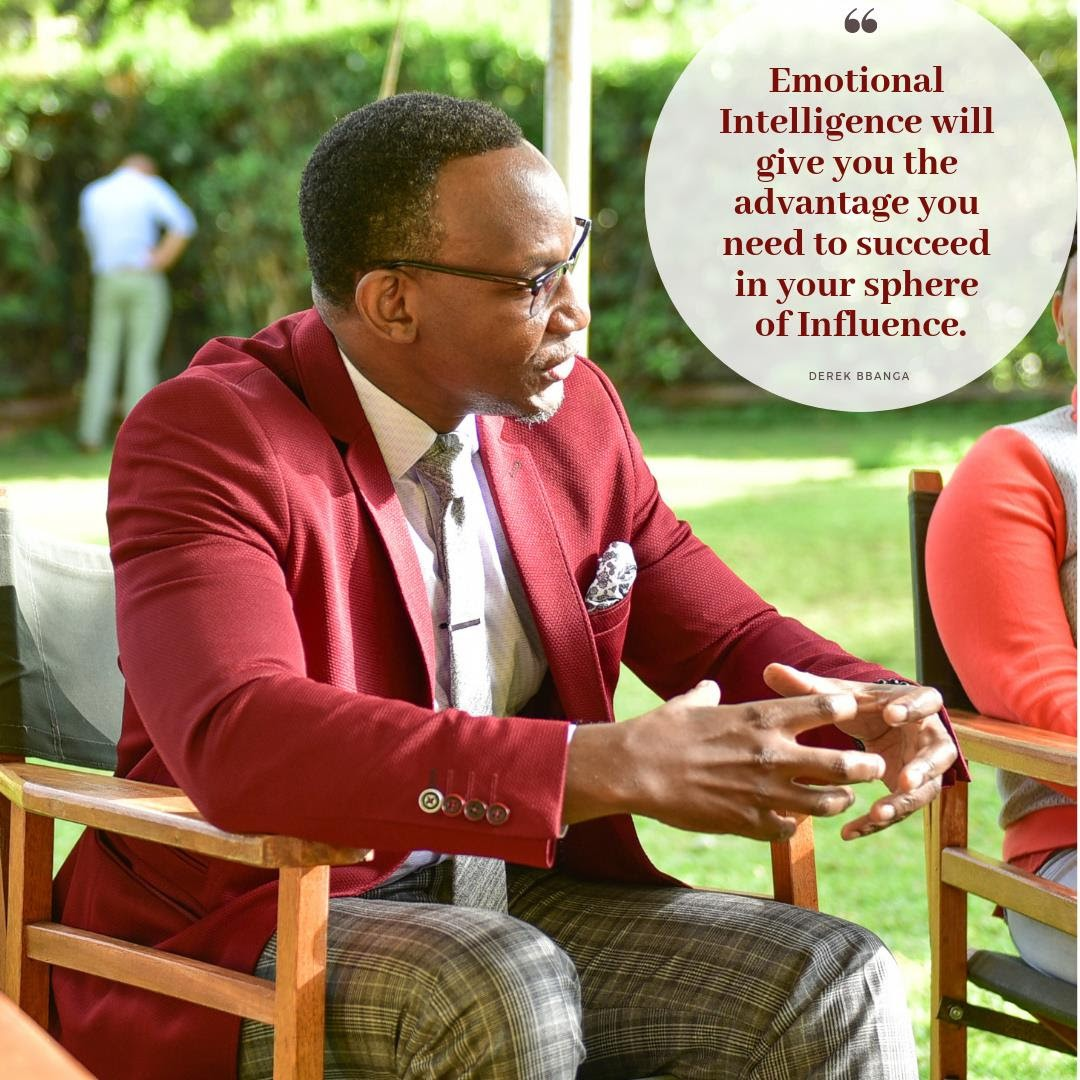 ❝
Emotional
Intelligence will
give you the
advantage you
need to succeed
in your sphere
of Influence.
DEREK BBANGA